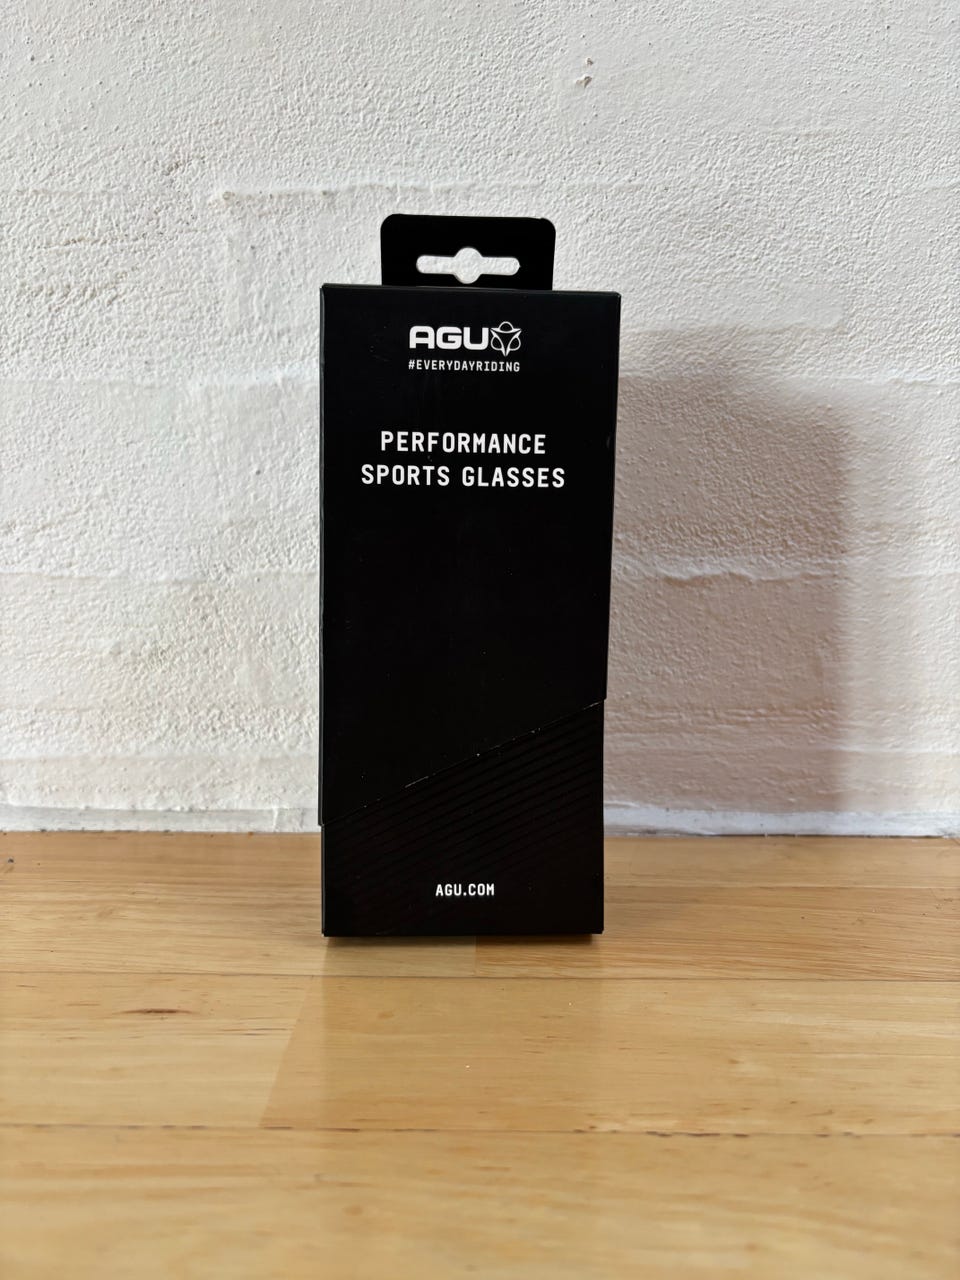 AGU
#EVERYDAYRIDING
PERFORMANCE
SPORTS GLASSES
AGU.COM